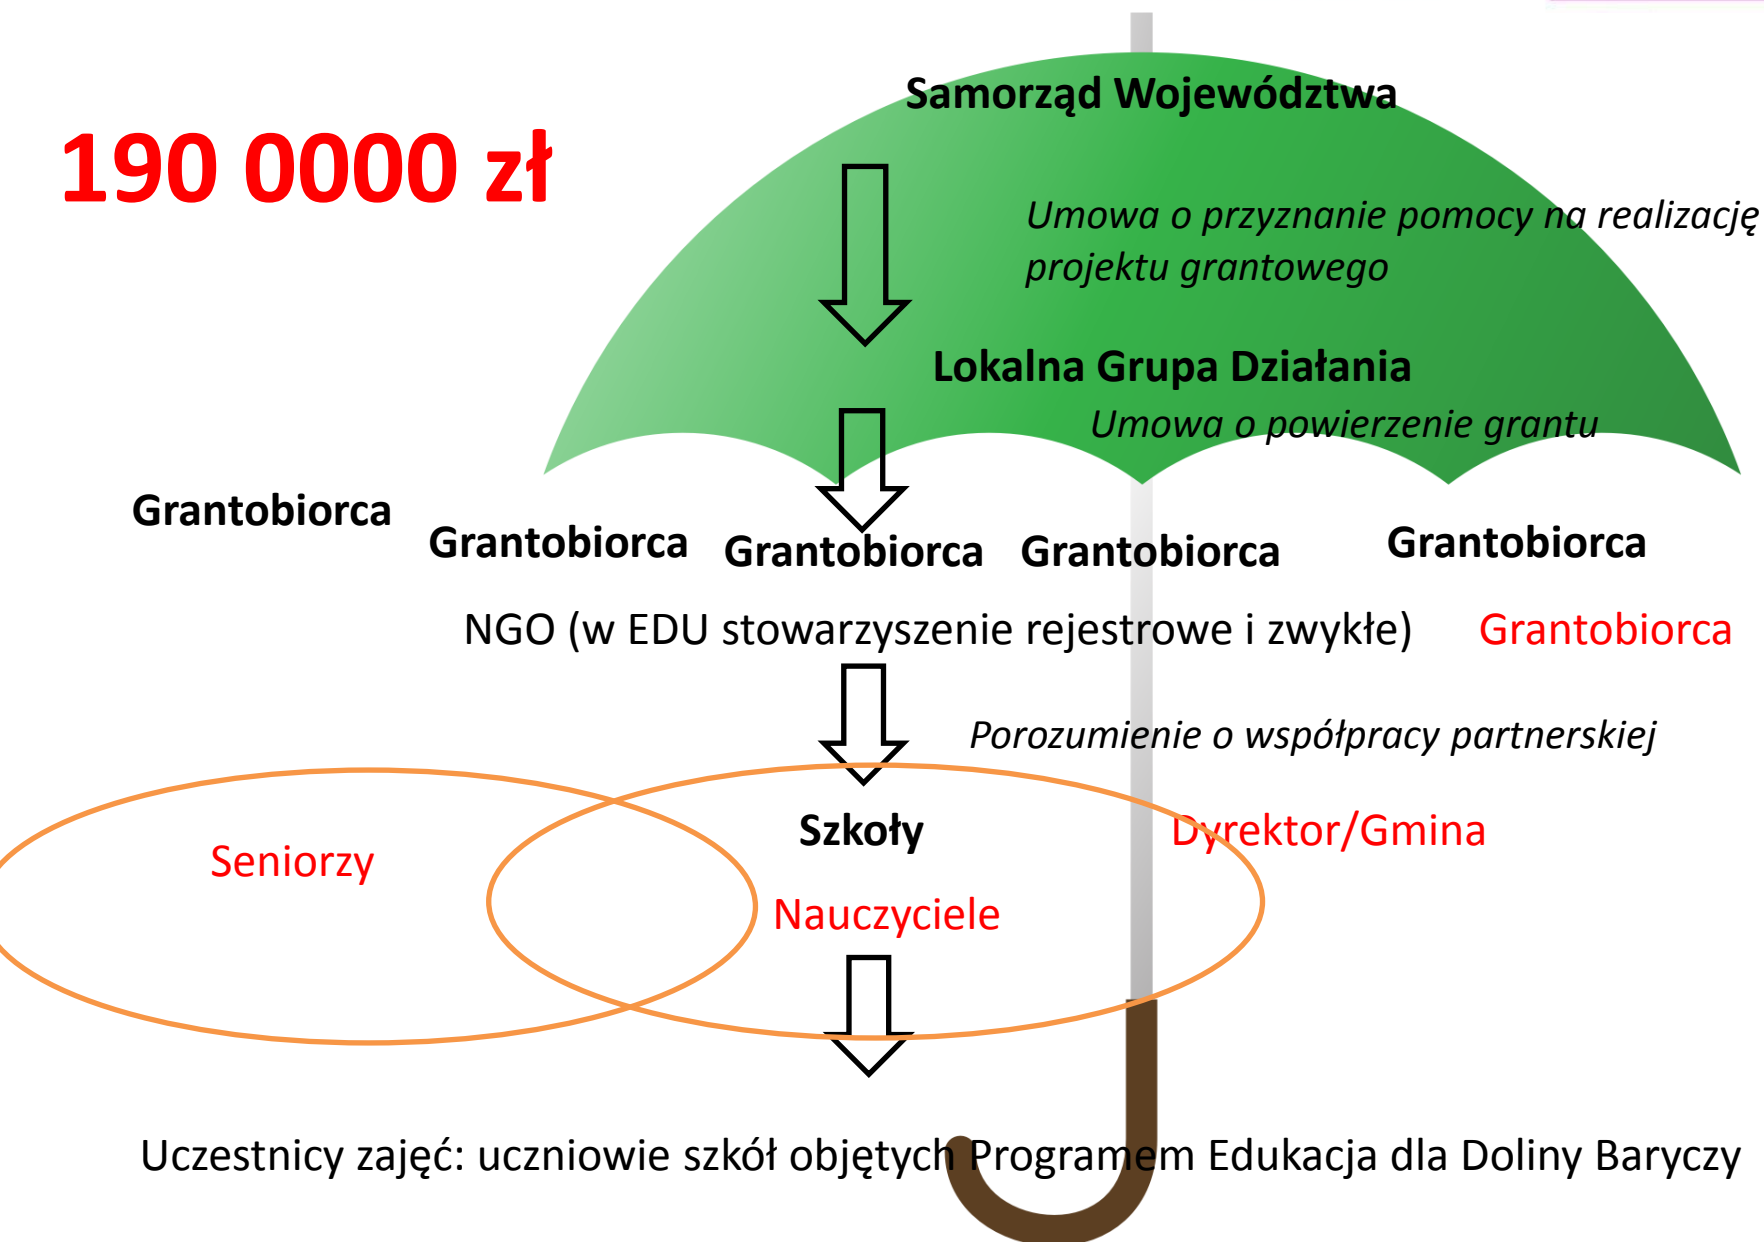 Samorząd Województwa
190 0000 zł
Umowa o przyznanie pomocy na realizację
projektu grantowego
Lokalna Grupa Działania
Umowa o powierzenie grantu
Grantobiorca
Grantobiorca
Grantobiorca
Grantobiorca
Grantobiorca
NGO (w EDU stowarzyszenie rejestrowe i zwykłe)
Grantobiorca
Porozumienie o współpracy partnerskiej
Szkoły
Dyrektor/Gmina
Seniorzy
Nauczyciele
Uczestnicy zajęć: uczniowie szkół objętych Programem Edukacja dla Doliny Baryczy